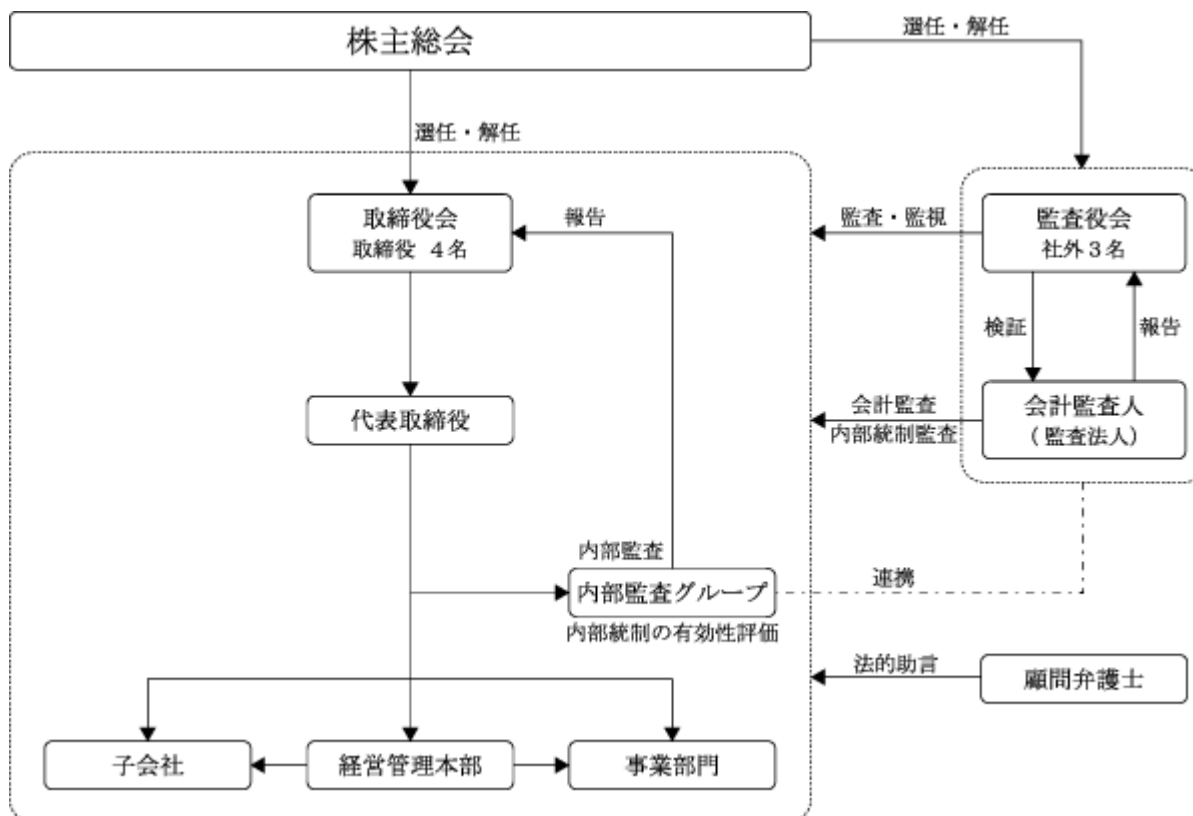 株主総会
選任・解任
選任・解任
取締役会
取締役 4名
報告
監査・監視
監査役会
社外3名
検証
報告
代表取締役
会計監査
内部統制監査
会計監査人
(監査法人)
内部監査
内部監査グループ
内部統制の有効性評価
連携
法的助言
顧問弁護士
子会社
経営管理本部
事業部門